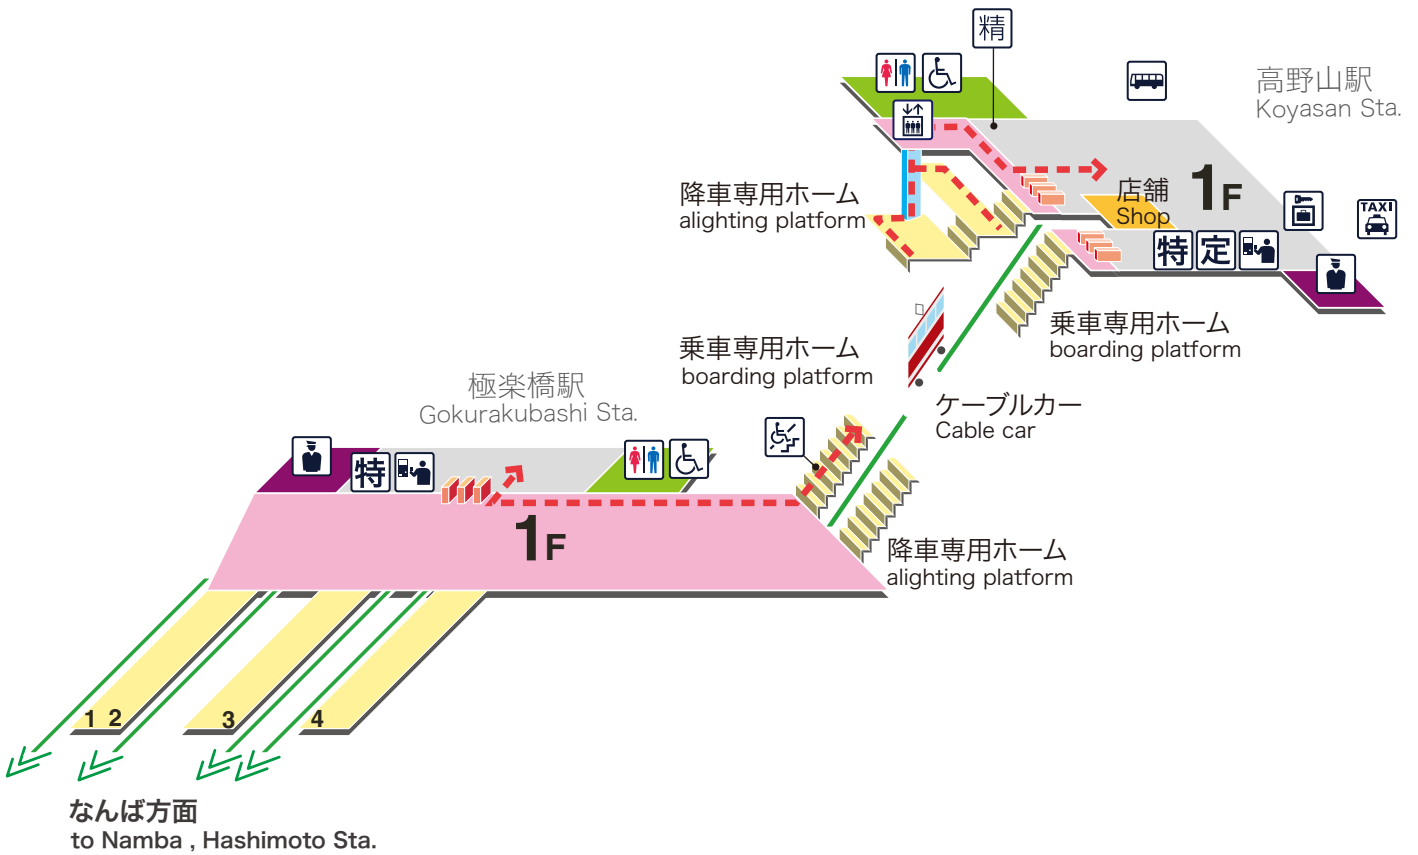 精
高野山駅
Koyasan Sta.
降車専用ホーム
alighting platform
店舗
Shop
1F
TAXI
特 定
乗車専用ホーム
boarding platform
乗車専用ホーム
boarding platform
ケーブルカー
Cable car
極楽橋駅
Gokurakubashi Sta.
特
1F
降車専用ホーム
alighting platform
1 2 3 4
なんば方面
to Namba , Hashimoto Sta.